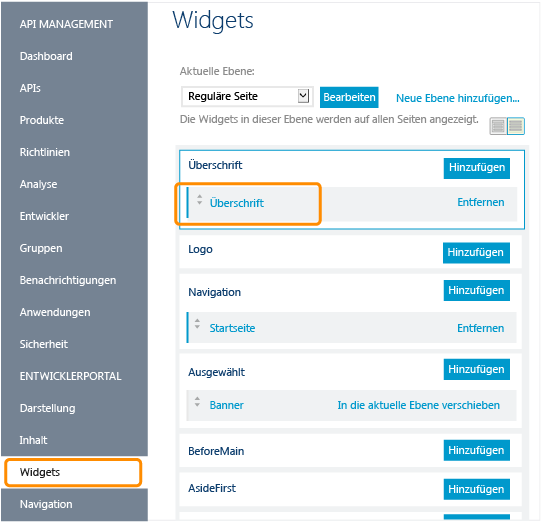 API MANAGEMENT
Dashboard
APIs
Produkte
Richtlinien
Analyse
Entwickler
Gruppen
Benachrichtigungen
Anwendungen
Sicherheit
ENTWICKLERPORTAL
Darstellung
Inhalt
Widgets
Navigation
Widgets
Aktuelle Ebene:
Reguläre Seite Bearbeiten Neue Ebene hinzufügen...
Die Widgets in dieser Ebene werden auf allen Seiten angezeigt.
Überschrift Hinzufügen
Überschrift Entfernen
Logo Hinzufügen
Navigation Hinzufügen
Startseite Entfernen
Ausgewählt Hinzufügen
Banner In die aktuelle Ebene verschieben
BeforeMain Hinzufügen
AsideFirst Hinzufügen